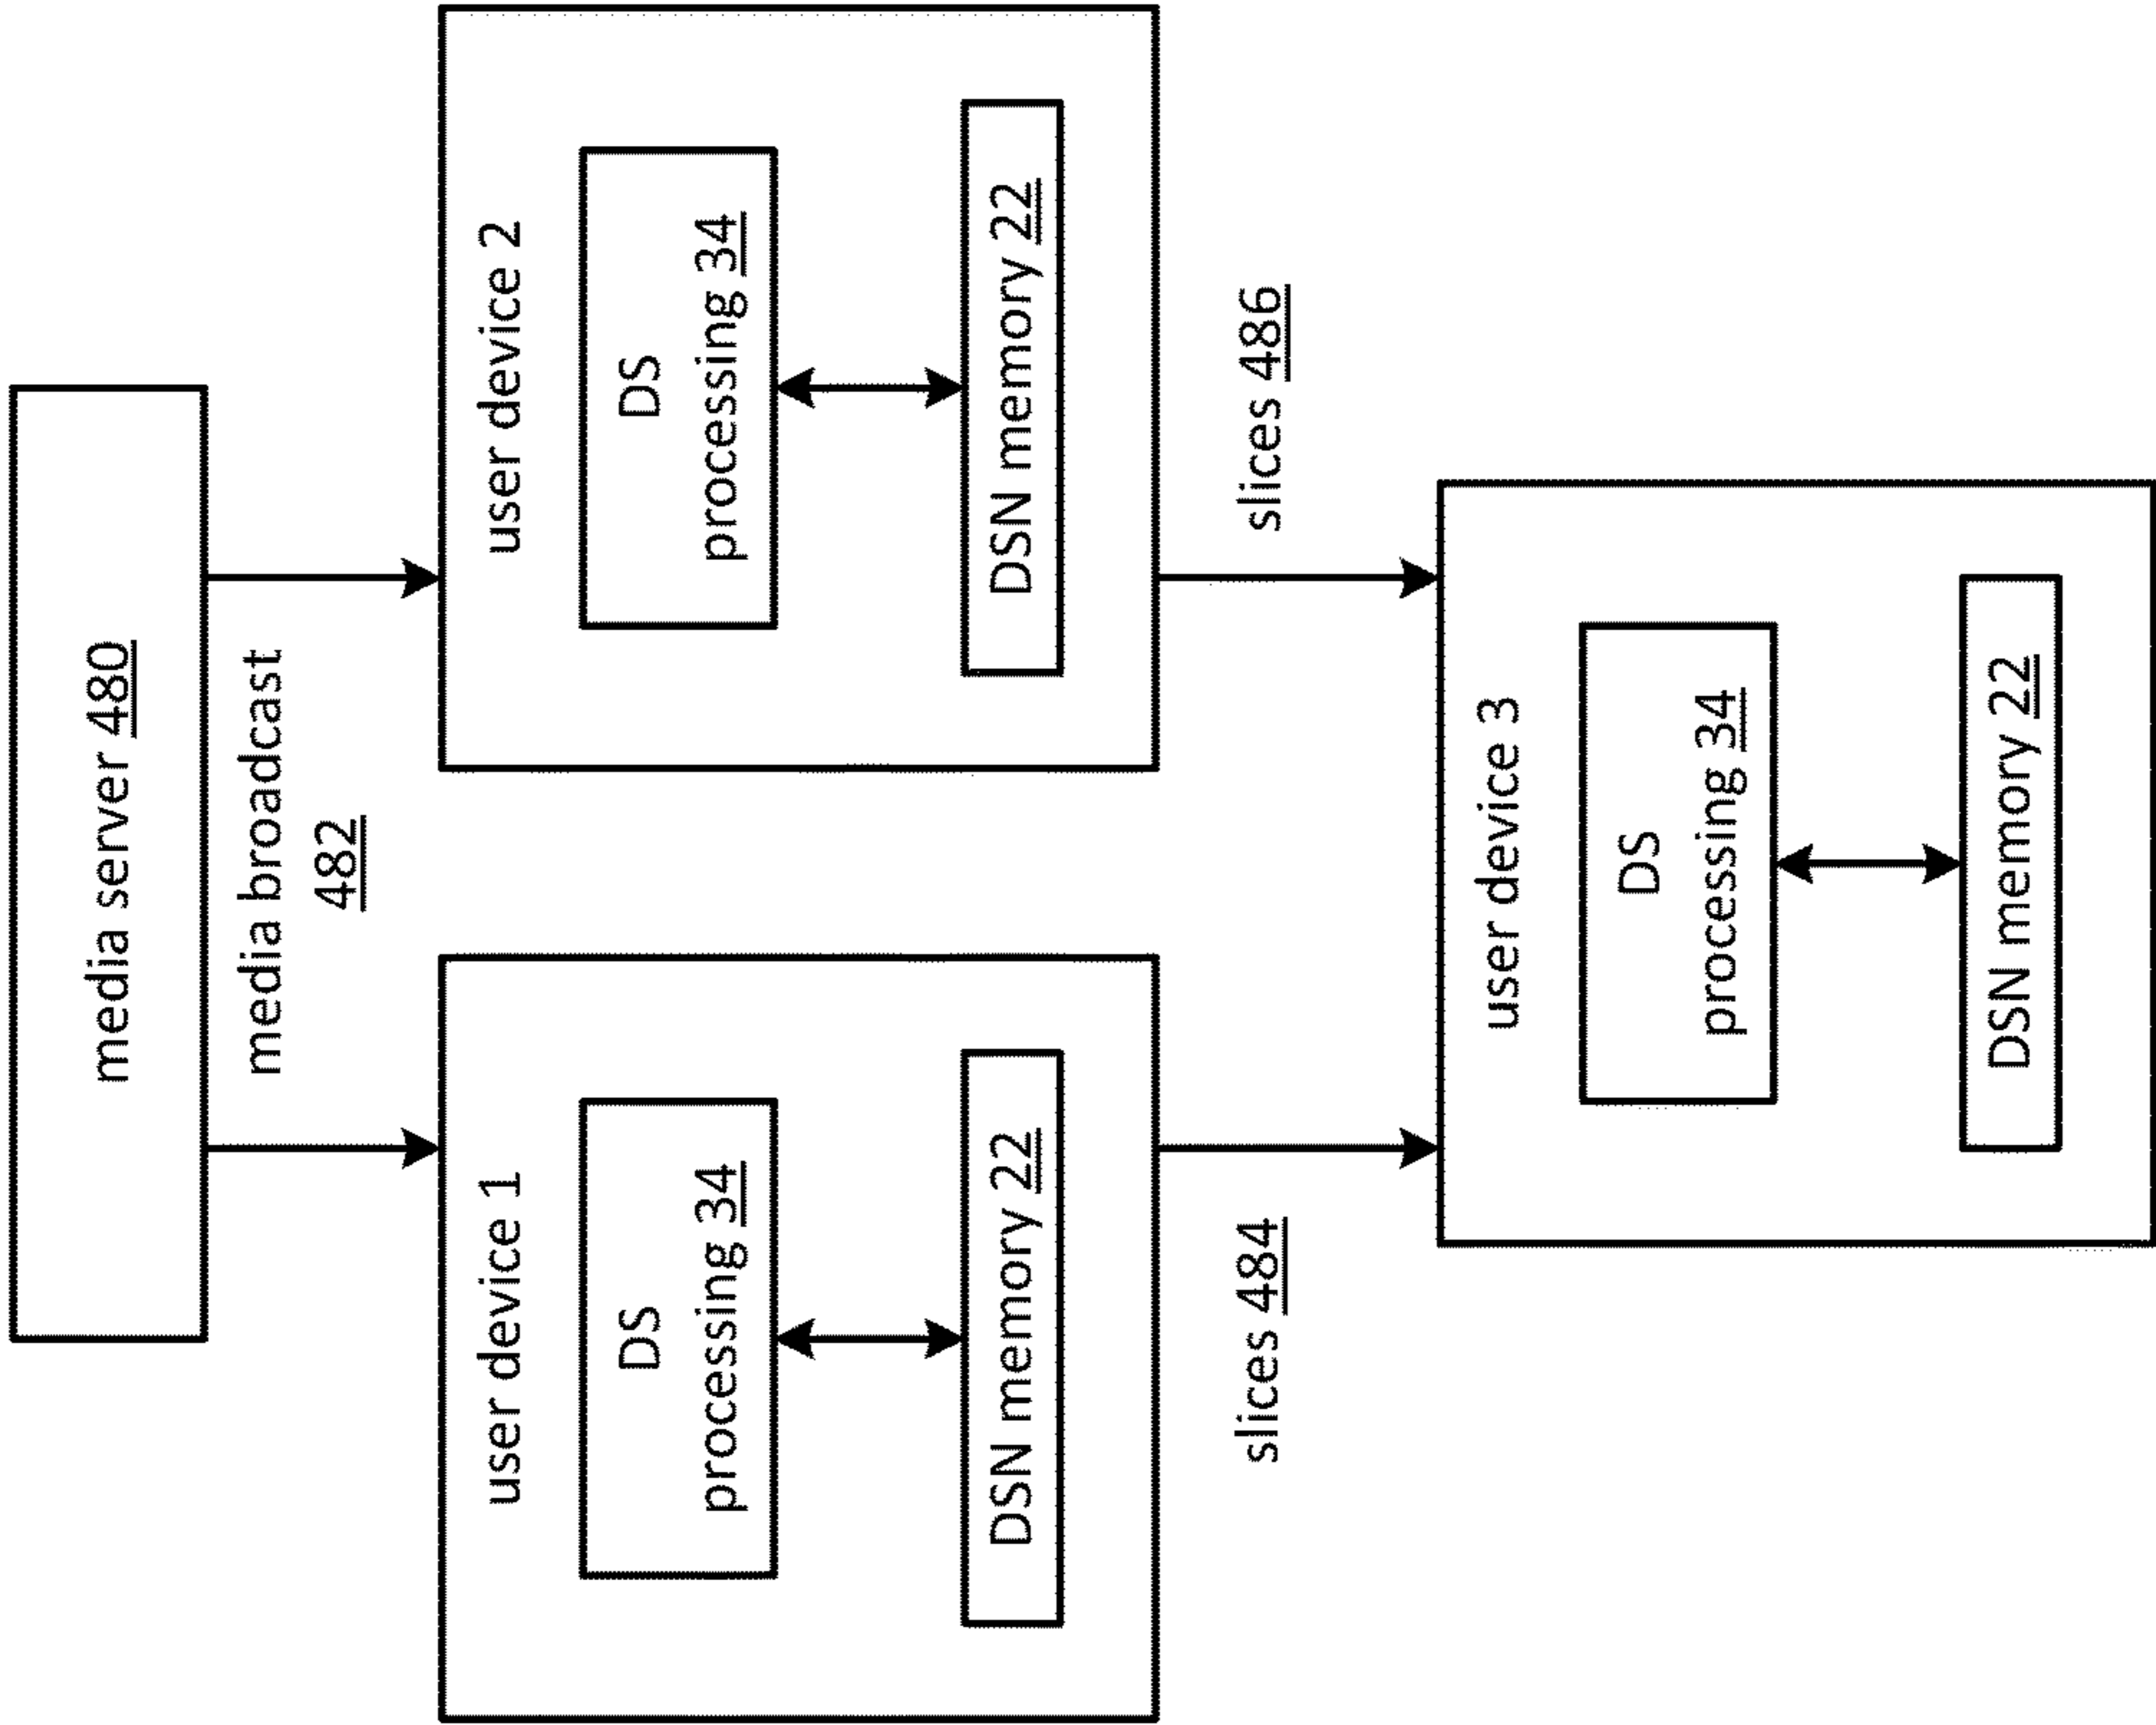 media server 480
media broadcast
482
user device 1
DS
processing 34
DSN memory 22
user device 2
DS
processing 34
DSN memory 22
slices 484
slices 486
user device 3
DS
processing 34
DSN memory 22